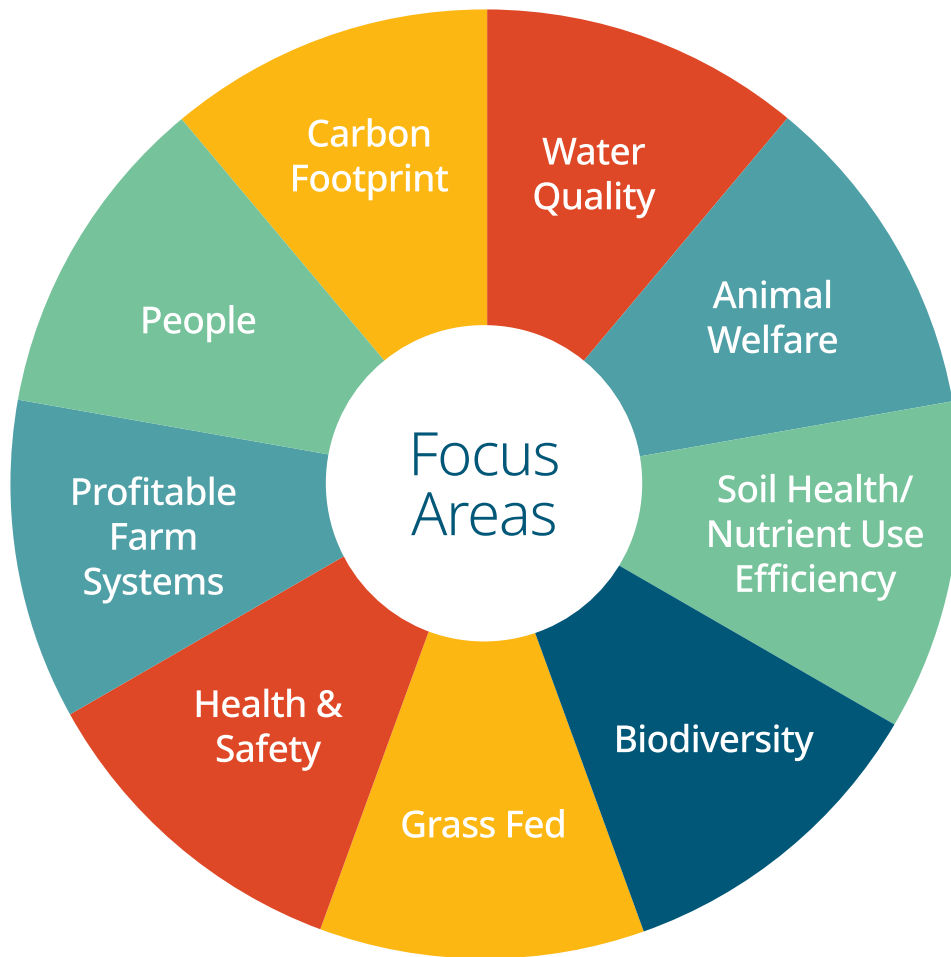 Focus
Areas
Water
Quality
Animal
Welfare
Soil Health/
Nutrient Use
Efficiency
Biodiversity
Grass Fed
Health &
Safety
Profitable
Farm
Systems
People
Carbon
Footprint